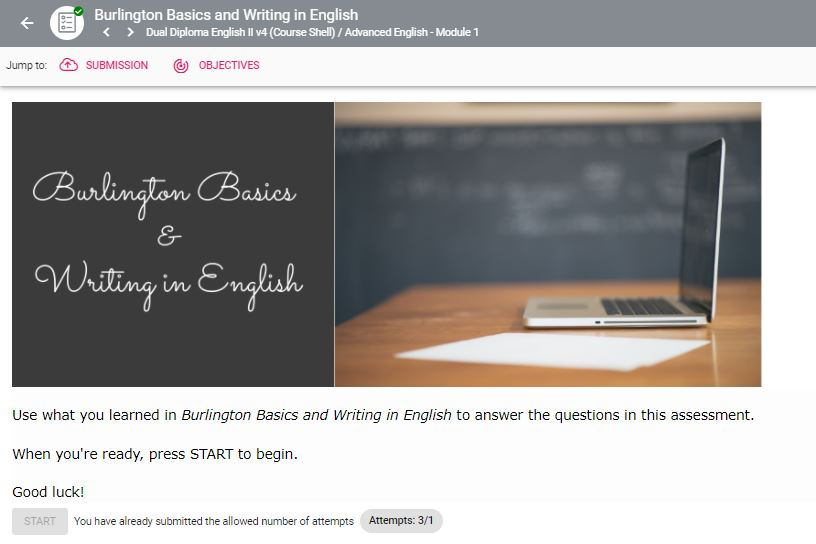 Burlington Basics and Writing in English
Dual Diploma English II v4 (Course Shell) / Advanced English - Module 1
Jump to: SUBMISSION OBJECTIVES
Burlington Basics
&
Writing in English
Use what you learned in Burlington Basics and Writing in English to answer the questions in this assessment.
When you're ready, press START to begin.
Good luck!
START You have already submitted the allowed number of attempts Attempts: 3/1